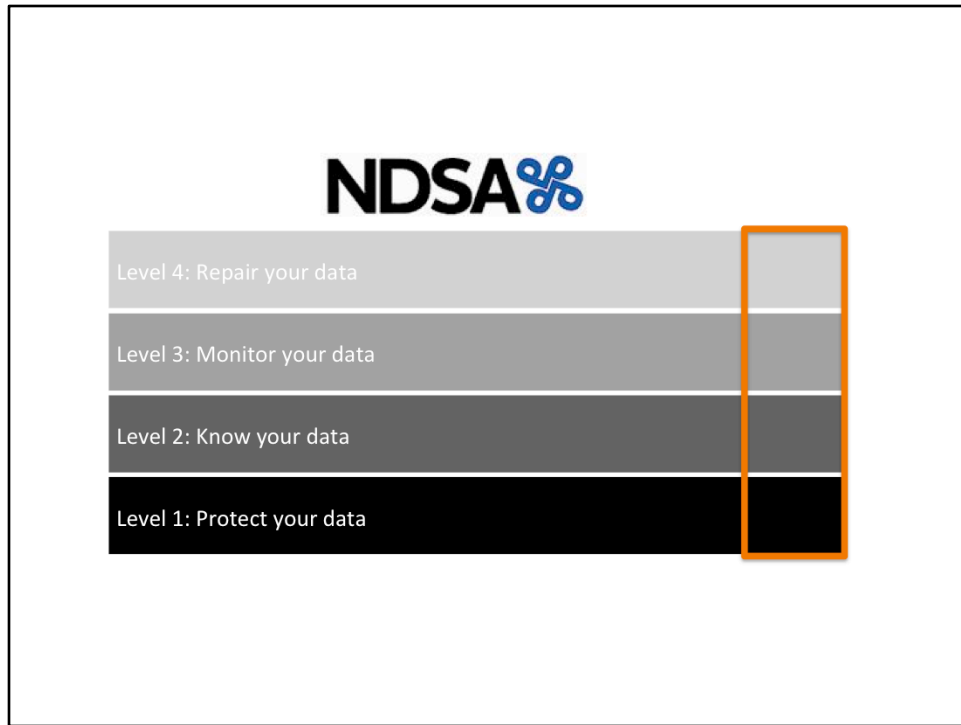 NDSA
Level 4: Repair your data
Level 3: Monitor your data
Level 2: Know your data
Level 1: Protect your data